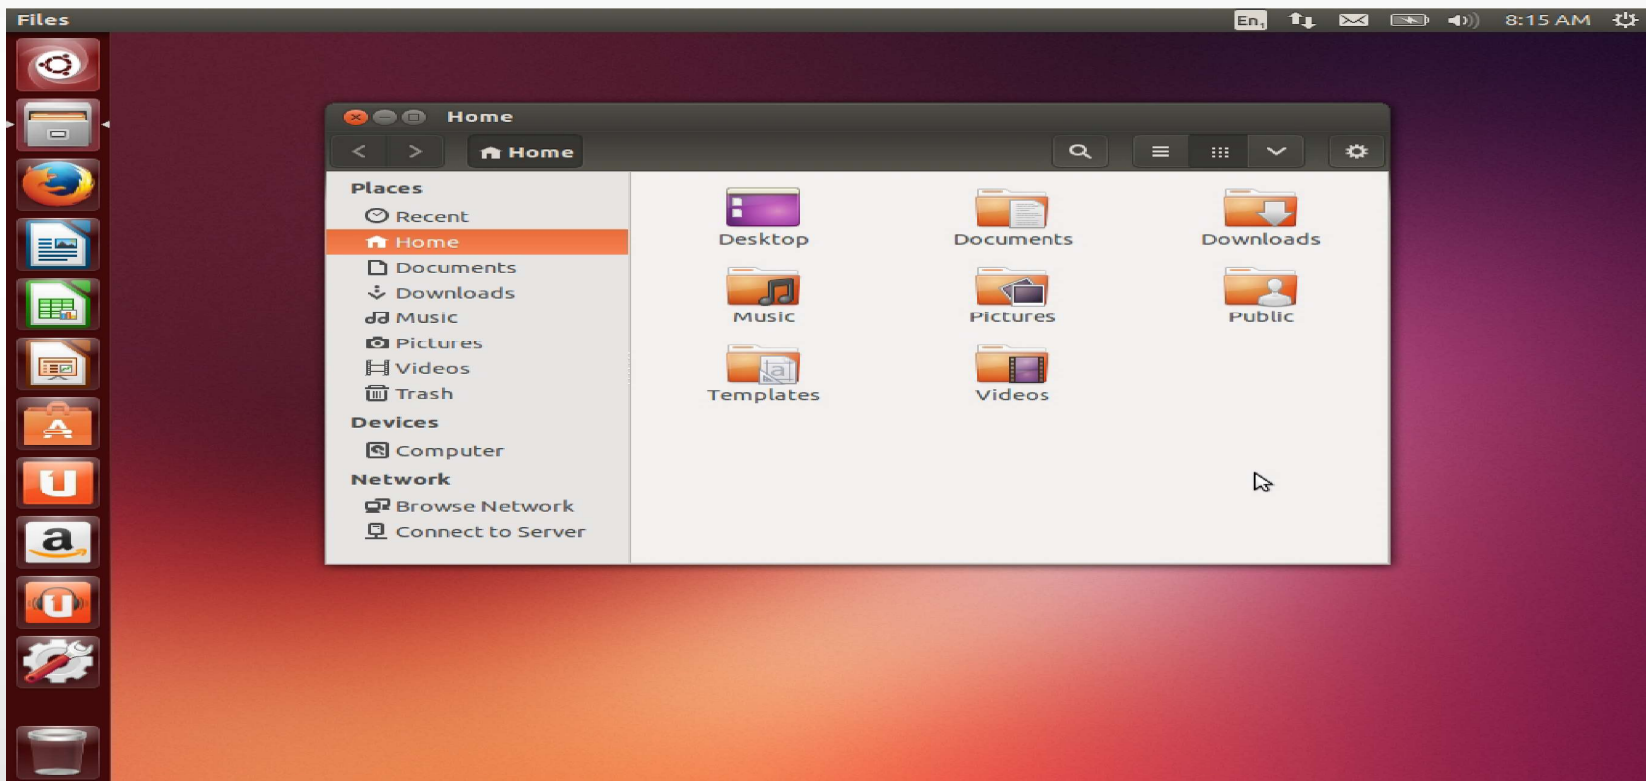 Files
En1
8:15 AM
Home
Home
Places
Recent
Home
Documents
Downloads
Music
Pictures
Videos
Trash
Devices
Computer
Network
Browse Network
Connect to Server
Desktop
Documents
Downloads
Music
Pictures
Public
Templates
Videos